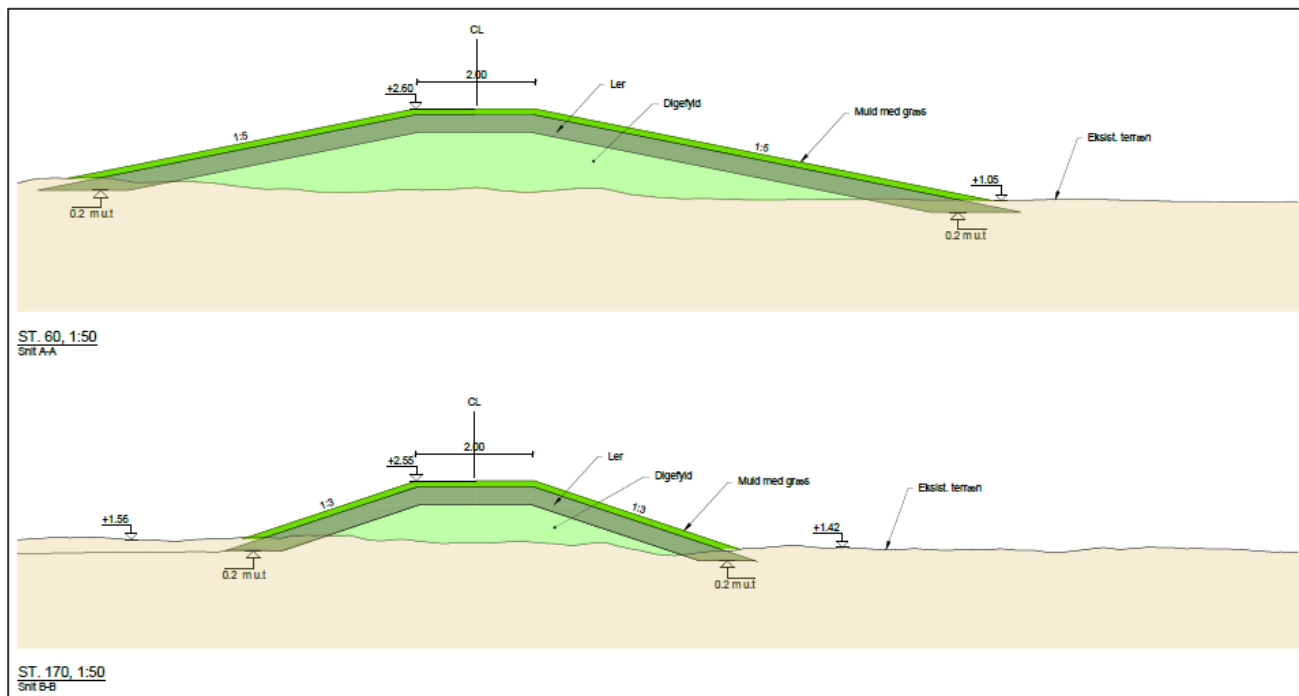 CL
2.00
+2.60
Ler
Digefyld
Muld med græs
Eksist. terræn
1:5
1:5
+1.05
0.2 m u.t
0.2 m u.t
ST. 60, 1:50
Snit A-A
CL
2.00
+2.55
Ler
Digefyld
Muld med græs
Eksist. terræn
1:3
1:3
+1.56
+1.42
0.2 m u.t
0.2 m u.t
ST. 170, 1:50
Snit B-B